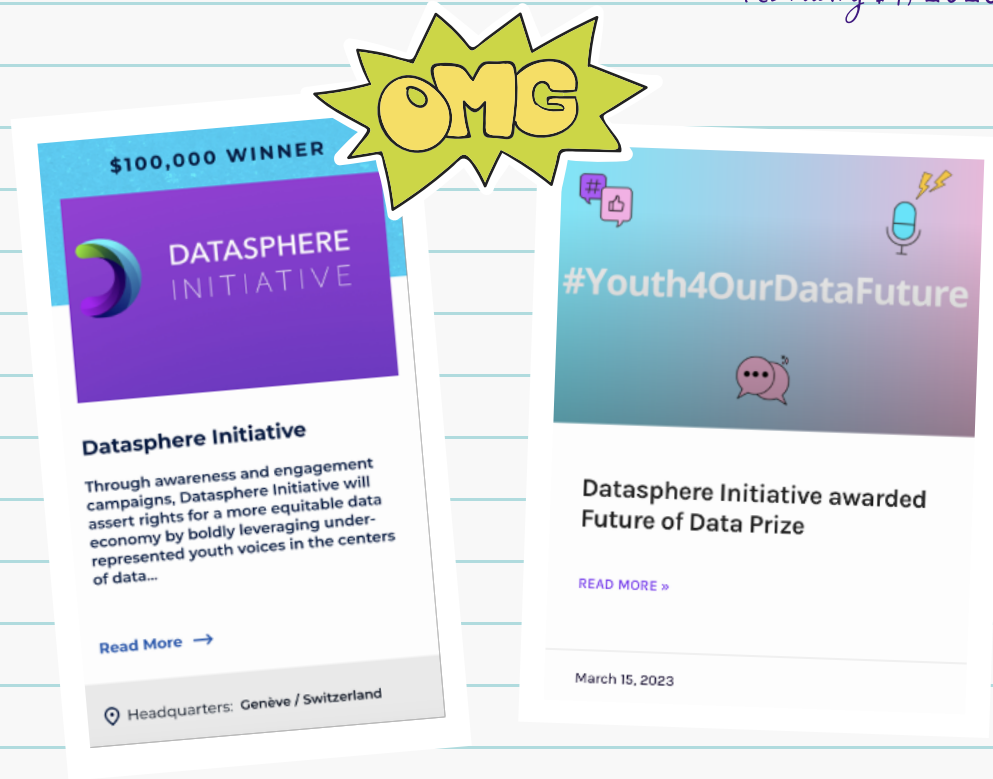 OMG
$100,000 WINNER
DATASPHERE
INITIATIVE
Datasphere Initiative
Through awareness and engagement
campaigns, Datasphere Initiative will
assert rights for a more equitable data
economy by boldly leveraging under-
represented youth voices in the centers
of data...
Read More →
Headquarters: Genève / Switzerland
#
#Youth4OurDataFuture
Datasphere Initiative awarded
Future of Data Prize
READ MORE »
March 15, 2023